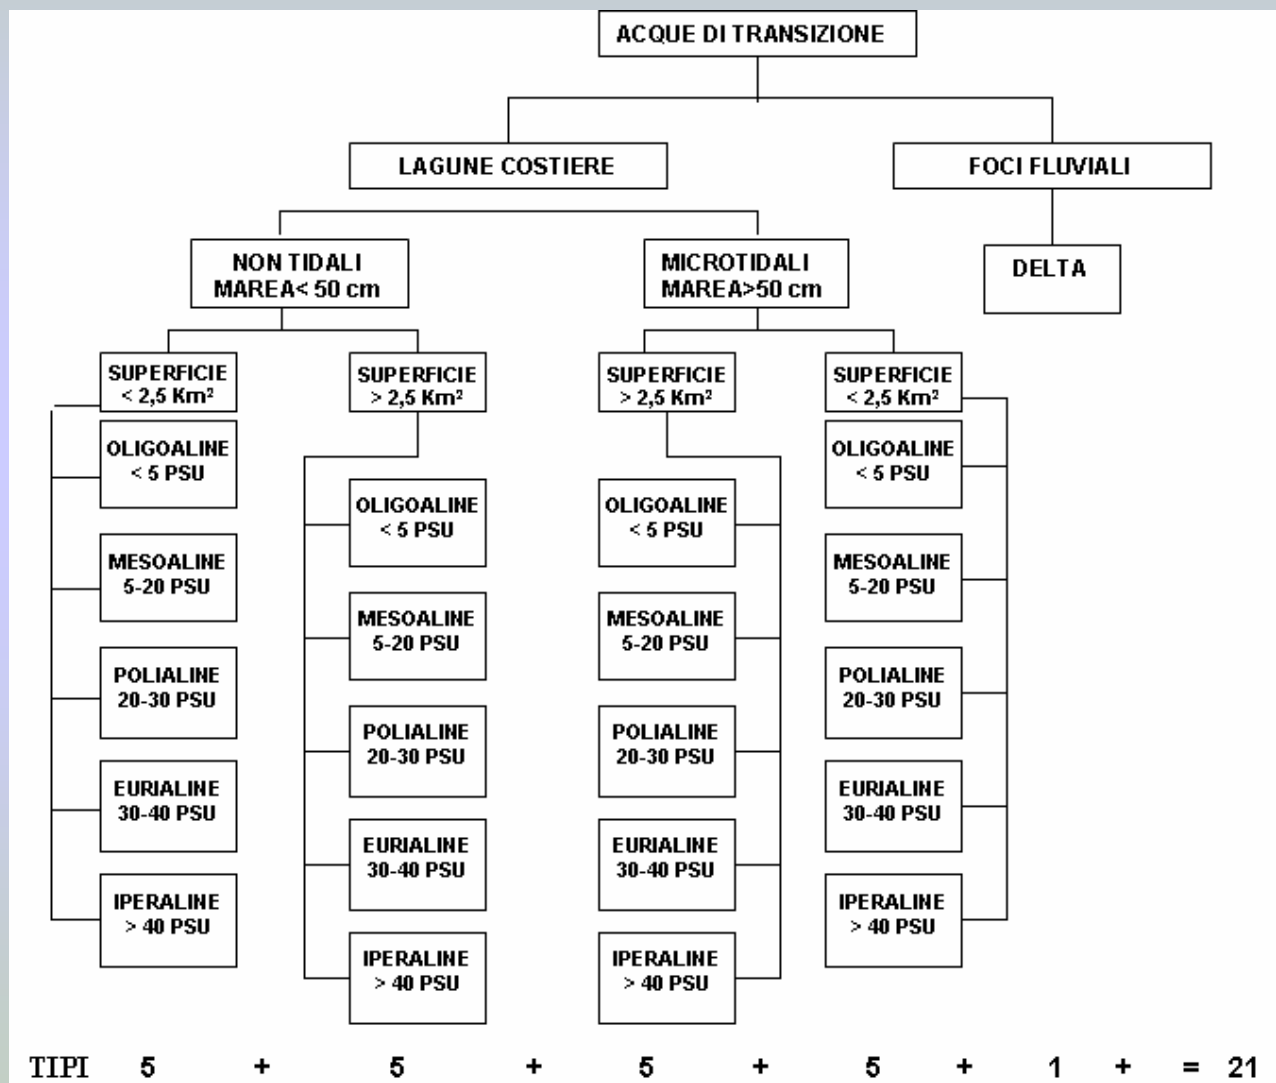 ACQUE DI TRANSIZIONE
LAGUNE COSTIERE
FOCI FLUVIALI
NON TIDALI
MAREA< 50 cm
MICROTIDALI
MAREA>50 cm
DELTA
SUPERFICIE
< 2,5 Km²
OLIGOALINE
< 5 PSU
MESOALINE
5-20 PSU
POLIALINE
20-30 PSU
EURIALINE
30-40 PSU
IPERALINE
> 40 PSU
SUPERFICIE
> 2,5 Km²
OLIGOALINE
< 5 PSU
MESOALINE
5-20 PSU
POLIALINE
20-30 PSU
EURIALINE
30-40 PSU
IPERALINE
> 40 PSU
SUPERFICIE
> 2,5 Km²
OLIGOALINE
< 5 PSU
MESOALINE
5-20 PSU
POLIALINE
20-30 PSU
EURIALINE
30-40 PSU
IPERALINE
> 40 PSU
SUPERFICIE
< 2,5 Km²
OLIGOALINE
< 5 PSU
MESOALINE
5-20 PSU
POLIALINE
20-30 PSU
EURIALINE
30-40 PSU
IPERALINE
> 40 PSU
TIPI 5 + 5 + 5 + 5 + 1 + = 21